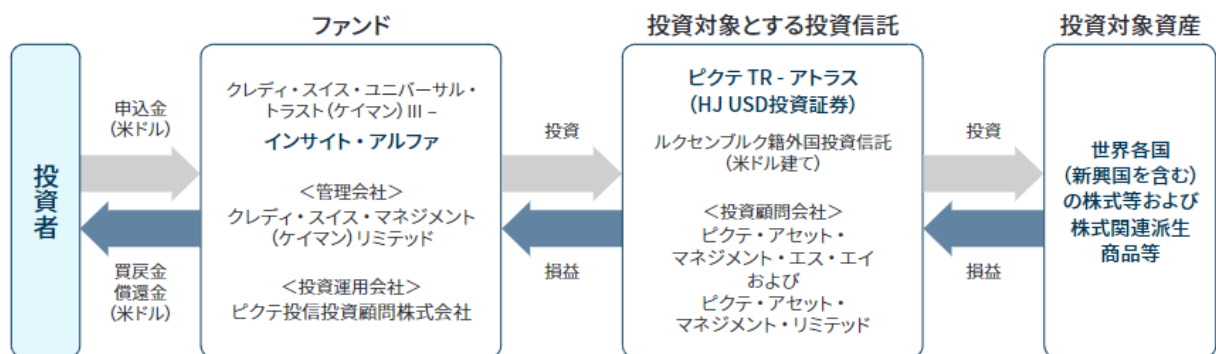 ファンド
投資対象とする投資信託
投資対象資産
投資者
申込金
(米ドル)
買戻金
償還金
(米ドル)
クレディ・スイス・ユニバーサル・
トラスト(ケイマン)III –
インサイト・アルファ
<管理会社>
クレディ・スイス・マネジメント
(ケイマン)リミテッド
<投資運用会社>
ピクテ投信投資顧問株式会社
投資
損益
ピクテ TR - アトラス
(HJ USD投資証券)
ルクセンブルク籍外国投資信託
(米ドル建て)
<投資顧問会社>
ピクテ・アセット・
マネジメント・エス・エイ
および
ピクテ・アセット・
マネジメント・リミテッド
投資
損益
世界各国
(新興国を含む)
の株式等および
株式関連派生
商品等